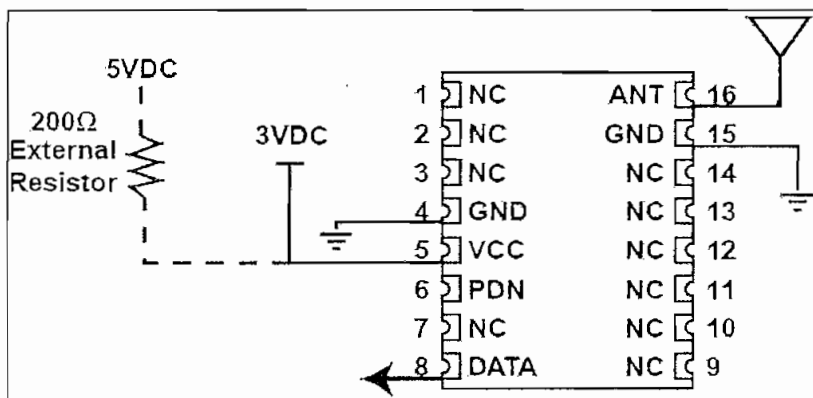 5VDC
200Ω
External
Resistor
3VDC
1 NC
2 NC
3 NC
4 GND
5 VCC
6 PDN
7 NC
8 DATA
ANT 16
GND 15
NC 14
NC 13
NC 12
NC 11
NC 10
NC 9